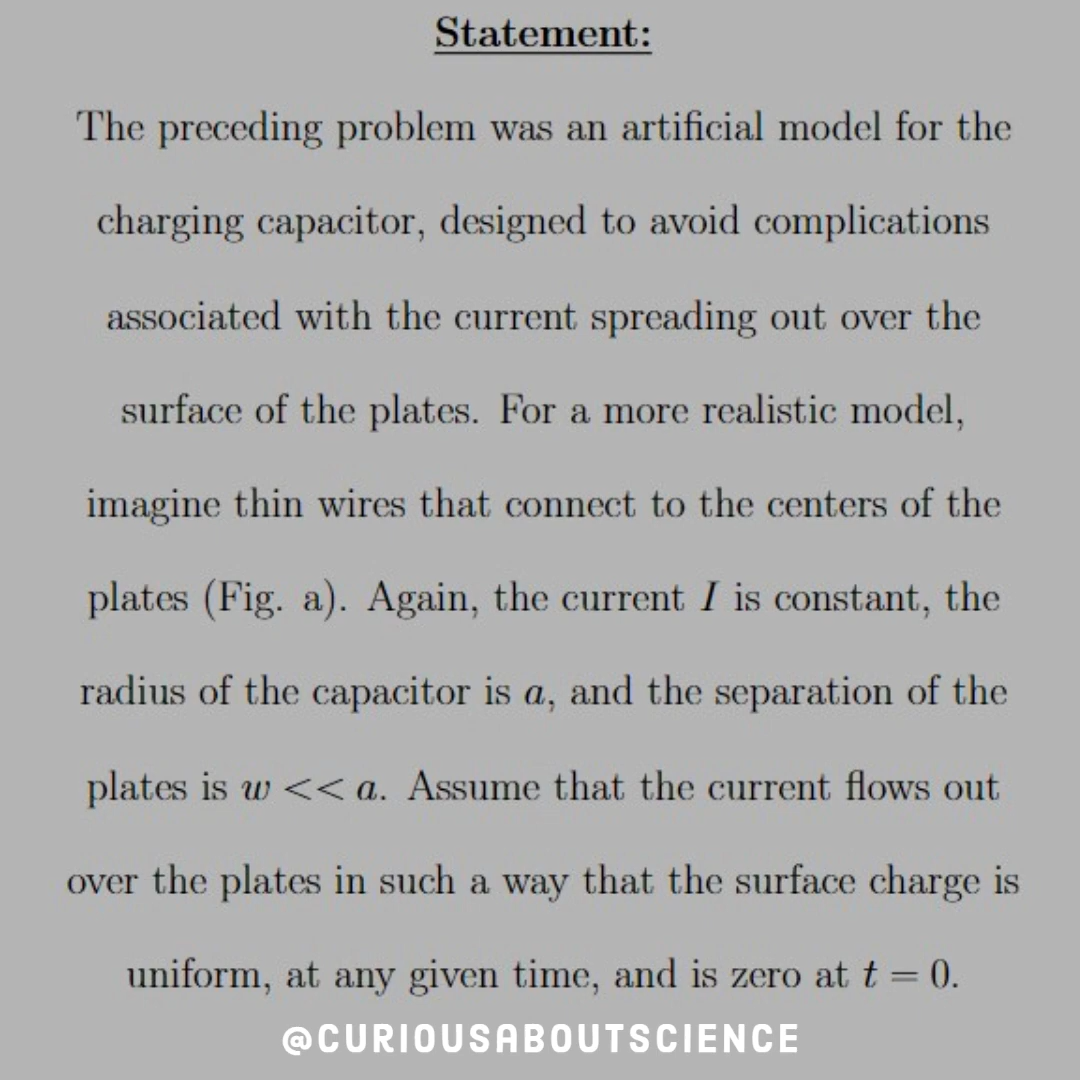 Statement:
The preceding problem was an artificial model for the
charging capacitor, designed to avoid complications
associated with the current spreading out over the
surface of the plates. For a more realistic model,
imagine thin wires that connect to the centers of the
plates (Fig. a). Again, the current I is constant, the
radius of the capacitor is a, and the separation of the
plates is w << a. Assume that the current flows out
over the plates in such a way that the surface charge is
uniform, at any given time, and is zero at t = 0.
@CURIOUSABOUTSCIENCE